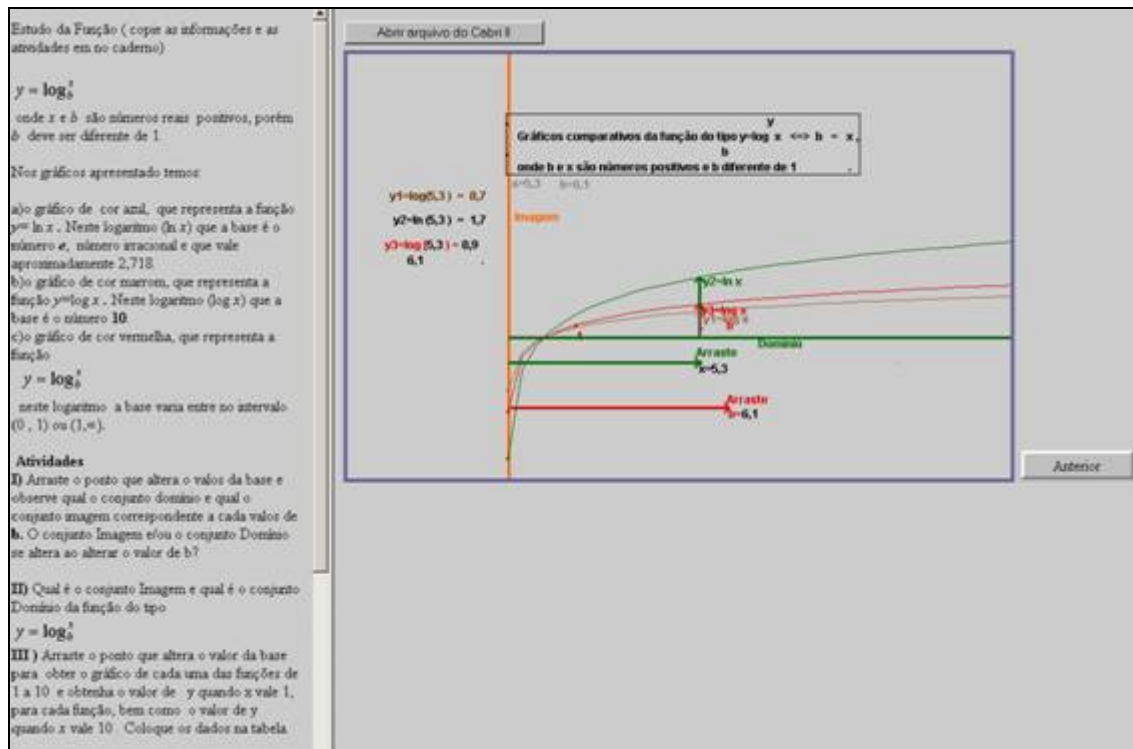 Estudo da Função ( copie as informações e as
atividades em no caderno)
y = log_b^x
onde x e b são números reais positivos, porém
b deve ser diferente de 1.
Nos gráficos apresentado temos:
a)o gráfico de cor azul, que representa a função
y= ln x . Neste logaritmo (ln x) que a base é o
número e, número irracional e que vale
aproximadamente 2,718.
b)o gráfico de cor marrom, que representa a
função y=log x . Neste logaritmo (log x) que a
base é o número 10.
c)o gráfico de cor vermelha, que representa a
função
y = log_b^x
neste logaritmo a base varia entre no intervalo
(0 , 1) ou (1,∞).
Atividades
I) Arraste o ponto que altera o valos da base e
observe qual o conjunto domínio e qual o
conjunto imagem correspondente a cada valos de
b. O conjunto Imagem e/ou o conjunto Domínio
se altera ao alterar o valor de b?
II) Qual é o conjunto Imagem e qual é o conjunto
Domínio da função do tipo
y = log_b^x
III ) Arraste o ponto que altera o valor da base
para obter o gráfico de cada uma das funções de
1 a 10 e obtenha o valor de y quando x vale 1,
para cada função, bem como o valor de y
quando x vale 10 . Coloque os dados na tabela
Abrir arquivo do Cabri II
y
Gráficos comparativos da função do tipo y=log x <=> b = x,
b
onde b e x são números positivos e b diferente de 1 .
x=5,3 b=6,1
y1=log(5,3 ) = 0,7
y2=ln (5,3 ) = 1,7
y3=log (5,3 ) = 0,9
6,1 .
Imagem
y2=ln x
y3=log x
b
y1=log x
1
Domínio
Arraste
x=5,3
Arraste
b=6,1
Anterior